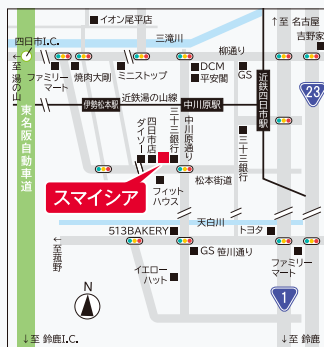 イオン尾平店
↑至 名古屋
三滝川
四日市I.C.
柳通り
吉野家
←至 湯の山
ファミリーマート
焼肉大剛
ミニストップ
DCM
平安閣
GS
近鉄四日市駅
23
近鉄湯の山線
伊勢松本駅
中川原駅
東名阪自動車道
ダイソー
四日市店
三十三銀行
中川原通り
三十三銀行
スマイシア
松本街道
フィットハウス
天白川
513BAKERY
トヨタ
←至菰野
GS
笹川通り
ファミリーマート
イエローハット
N
1
↓至 鈴鹿I.C.
↓至 鈴鹿